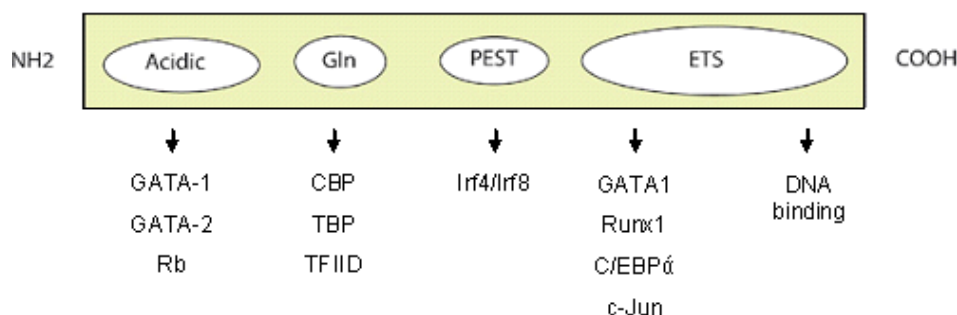 NH2 Acidic Gln PEST ETS COOH
GATA-1 CBP Irf4/Irf8 GATA1 DNA
binding
GATA-2 TBP Runx1
Rb TFIID C/EBPά
c-Jun